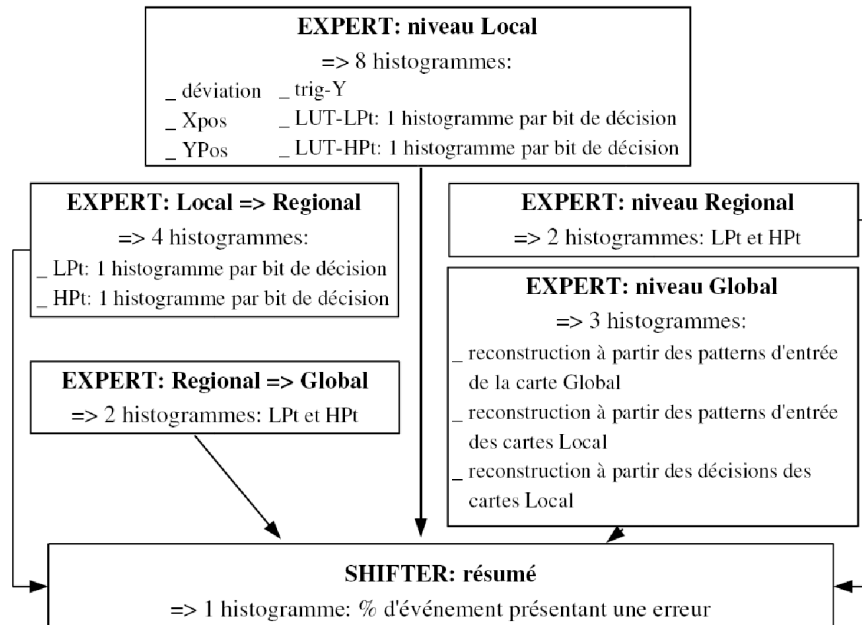 EXPERT: niveau Local
=> 8 histogrammes:
_ déviation _ trig-Y
_ Xpos _ LUT-LPt: 1 histogramme par bit de décision
_ YPos _ LUT-HPt: 1 histogramme par bit de décision
EXPERT: Local => Regional
=> 4 histogrammes:
_ LPt: 1 histogramme par bit de décision
_ HPt: 1 histogramme par bit de décision
EXPERT: niveau Regional
=> 2 histogrammes: LPt et HPt
EXPERT: Regional => Global
=> 2 histogrammes: LPt et HPt
EXPERT: niveau Global
=> 3 histogrammes:
_ reconstruction à partir des patterns d'entrée
de la carte Global
_ reconstruction à partir des patterns d'entrée
des cartes Local
_ reconstruction à partir des décisions des
cartes Local
SHIFTER: résumé
=> 1 histogramme: % d'événement présentant une erreur